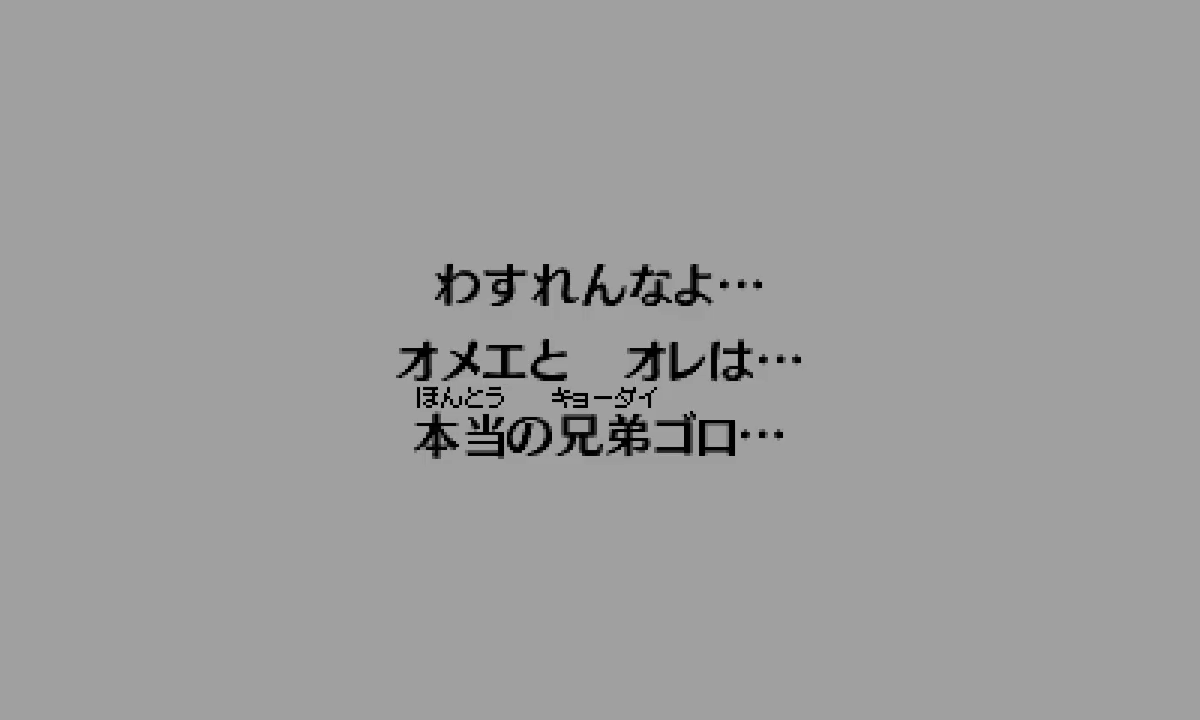 わすれんなよ…
オメエと　オレは…
ほんとう　キョーダイ
本当の兄弟ゴロ…